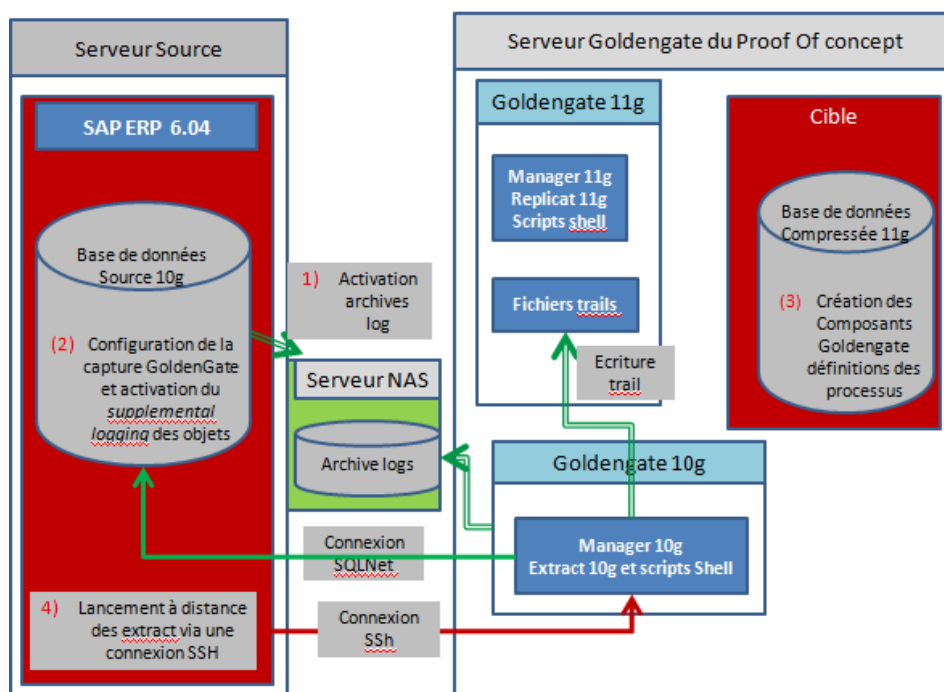 Serveur Source
SAP ERP 6.04
Base de données
Source 10g
(2) Configuration de la
capture GoldenGate
et activation du
supplemental
logging des objets
4) Lancement à distance
des extract via une
connexion SSH
1) Activation
archives
log
Serveur NAS
Archive logs
Connexion
SQLNet
Connexion
SSh
Serveur Goldengate du Proof Of concept
Goldengate 11g
Manager 11g
Replicat 11g
Scripts shell
Fichiers trails
Ecriture
trail
Goldengate 10g
Manager 10g
Extract 10g et scripts Shell
Cible
Base de données
Compressée 11g
(3) Création des
Composants
Goldengate
définitions des
processus